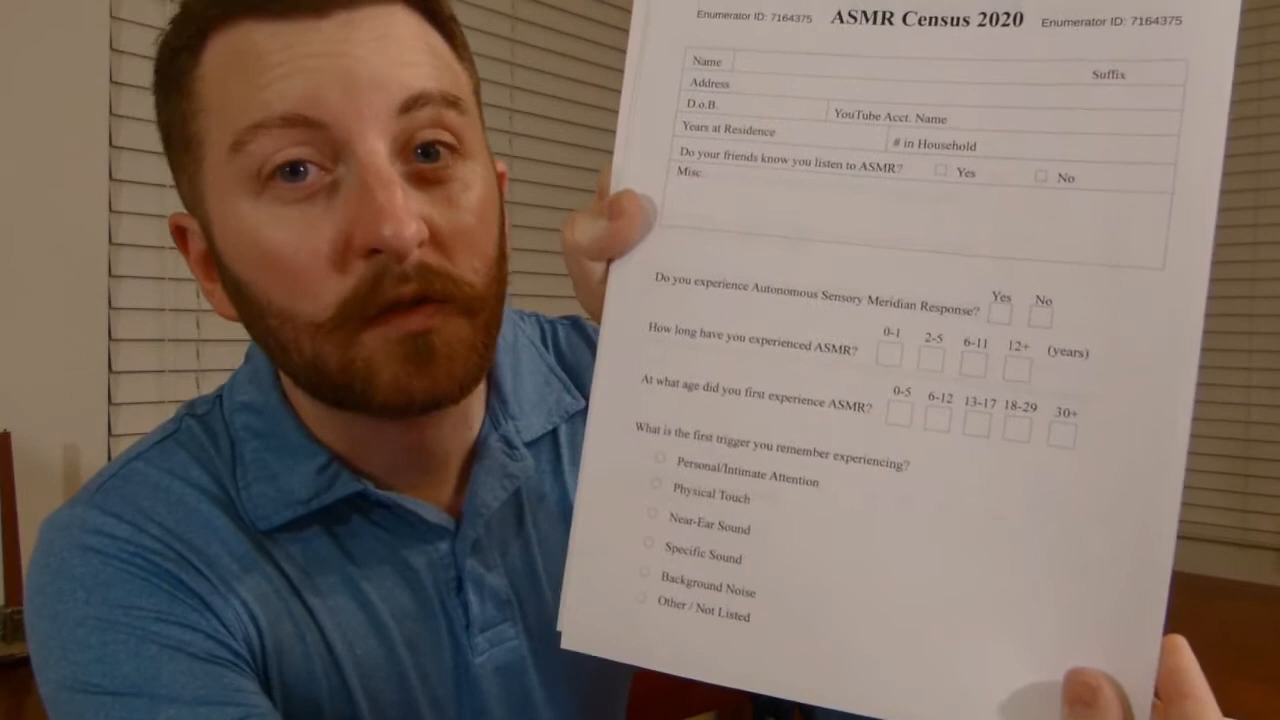 Enumerator ID: 7164375 ASMR Census 2020 Enumerator ID: 7164375
Name Suffix
Address
D.o.B. YouTube Acct. Name
Years at Residence # in Household
Do your friends know you listen to ASMR? Yes No
Misc.
Do you experience Autonomous Sensory Meridian Response? Yes No
How long have you experienced ASMR? 0-1 2-5 6-11 12+ (years)
At what age did you first experience ASMR? 0-5 6-12 13-17 18-29 30+
What is the first trigger you remember experiencing?
Personal/Intimate Attention
Physical Touch
Near-Ear Sound
Specific Sound
Background Noise
Other / Not Listed